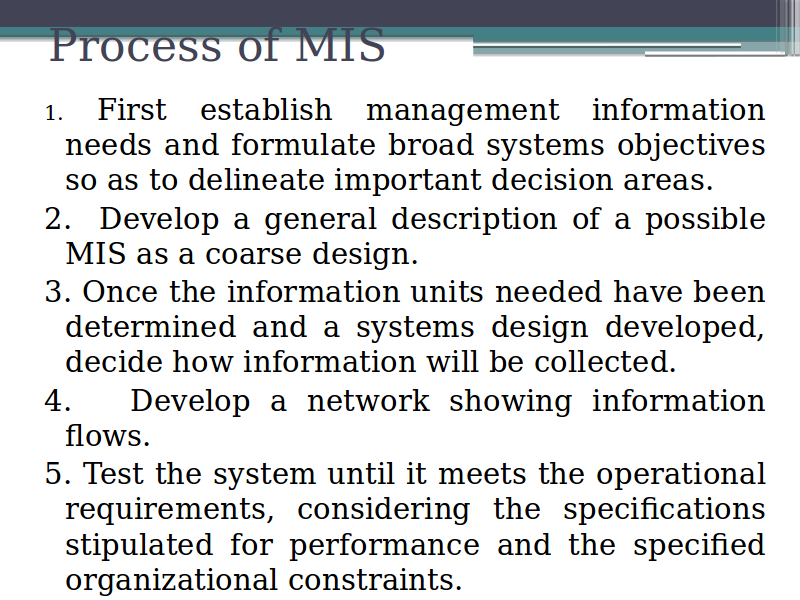 Process of MIS
1. First establish management information
needs and formulate broad systems objectives
so as to delineate important decision areas.
2. Develop a general description of a possible
MIS as a coarse design.
3. Once the information units needed have been
determined and a systems design developed,
decide how information will be collected.
4. Develop a network showing information
flows.
5. Test the system until it meets the operational
requirements, considering the specifications
stipulated for performance and the specified
organizational constraints.